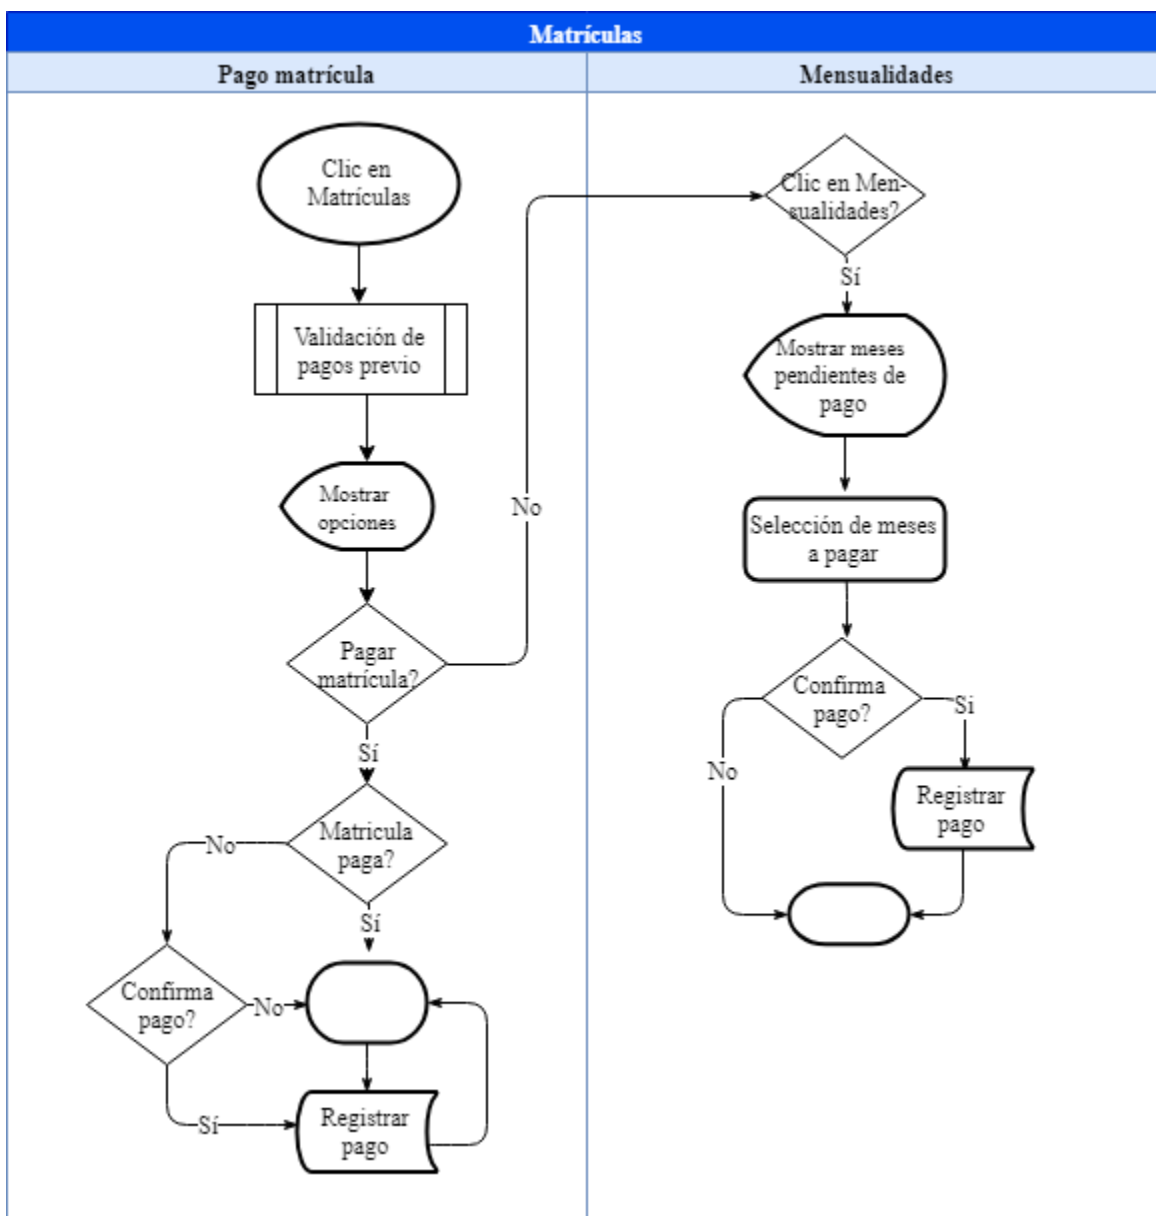 Matrículas
Pago matrícula
Mensualidades
Clic en
Matrículas
Validación de
pagos previo
Mostrar
opciones
No
Pagar
matrícula?
Sí
Matricula
paga?
No
Sí
Confirma
pago?
No
Sí
Registrar
pago
Clic en Men-
sualidades?
Sí
Mostrar meses
pendientes de
pago
Selección de meses
a pagar
Confirma
pago?
Si
No
Registrar
pago